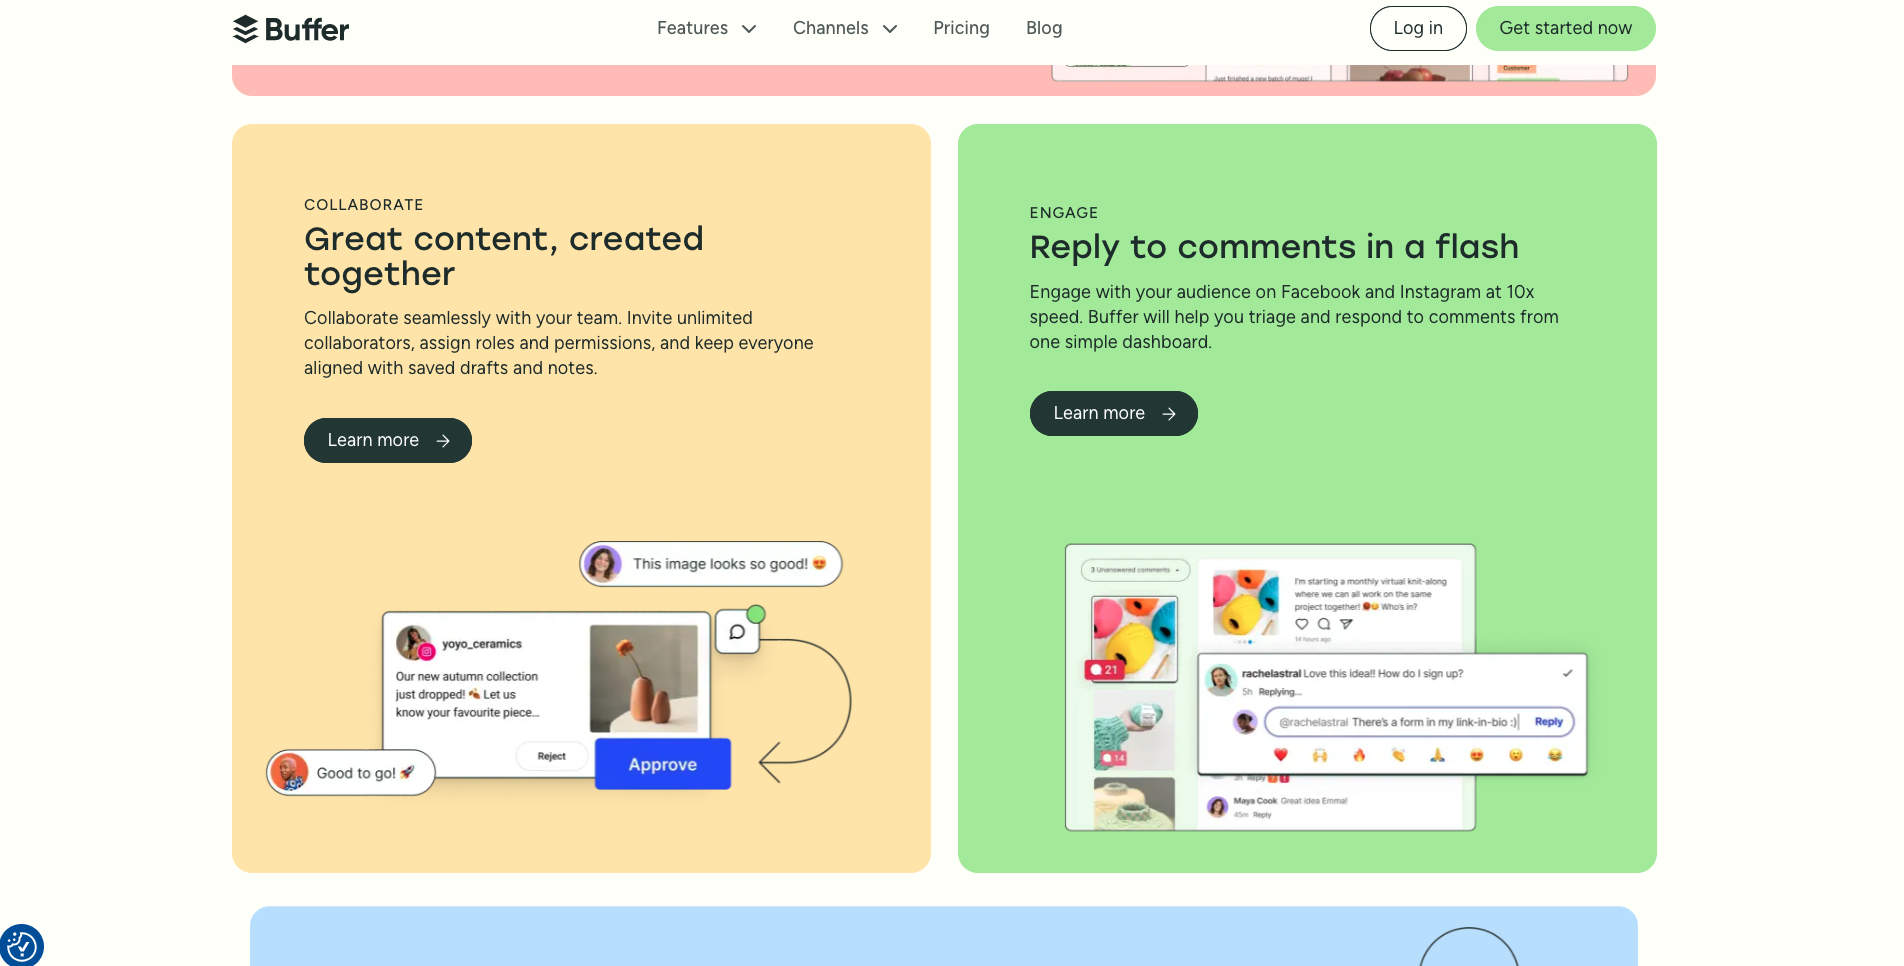 Buffer
Features
Channels
Pricing
Blog
Log in
Get started now
Just finished a new batch of mugs! I
Customer
COLLABORATE
Great content, created
together
Collaborate seamlessly with your team. Invite unlimited
collaborators, assign roles and permissions, and keep everyone
aligned with saved drafts and notes.
Learn more
This image looks so good! 😍
yoyo_ceramics
Our new autumn collection
just dropped! 🍂 Let us
know your favourite piece...
Reject
Approve
Good to go! 🚀
ENGAGE
Reply to comments in a flash
Engage with your audience on Facebook and Instagram at 10x
speed. Buffer will help you triage and respond to comments from
one simple dashboard.
Learn more
3 Unanswered comments
21
14
I'm starting a monthly virtual knit-along
where we can all work on the same
project together! Who's in?
14 hours ago
rachelastral Love this idea!! How do I sign up?
5h Replying...
@rachelastral There's a form in my link-in-bio :)
Reply
3h Reply
Maya Cook Great idea Emma!
45m Reply